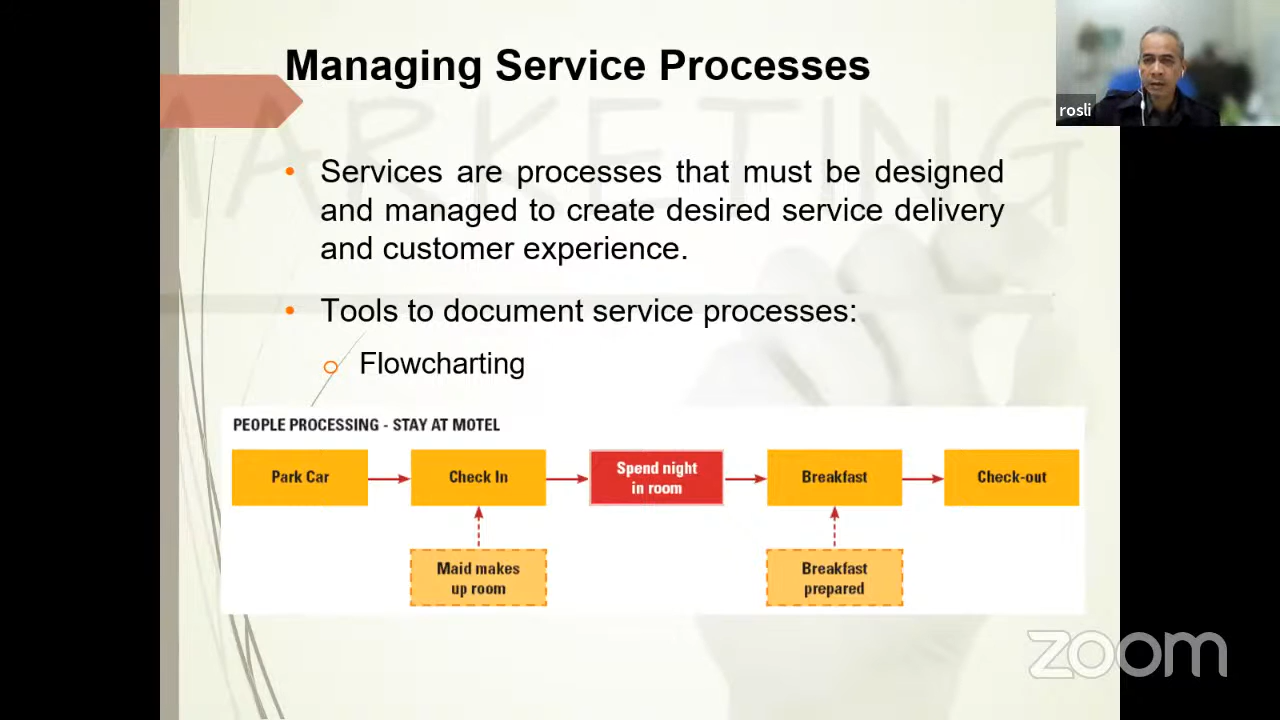 Managing Service Processes
rosli
MARKETING
• Services are processes that must be designed
and managed to create desired service delivery
and customer experience.
• Tools to document service processes:
o Flowcharting
PEOPLE PROCESSING - STAY AT MOTEL
Park Car
Check In
Spend night
in room
Breakfast
Check-out
Maid makes
up room
Breakfast
prepared
zoom